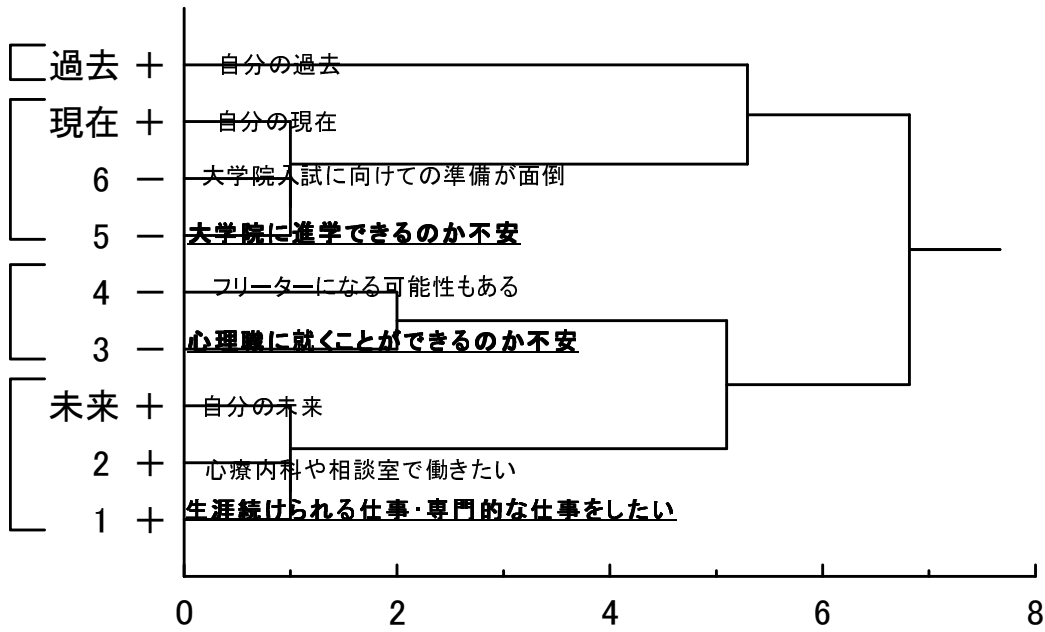 過去 + 自分の過去
現在 + 自分の現在
6 − 大学院入試に向けての準備が面倒
5 − 大学院に進学できるのか不安
4 − フリーターになる可能性もある
3 − 心理職に就くことができるのか不安
未来 + 自分の未来
2 + 心療内科や相談室で働きたい
1 + 生涯続けられる仕事・専門的な仕事をしたい
0 2 4 6 8